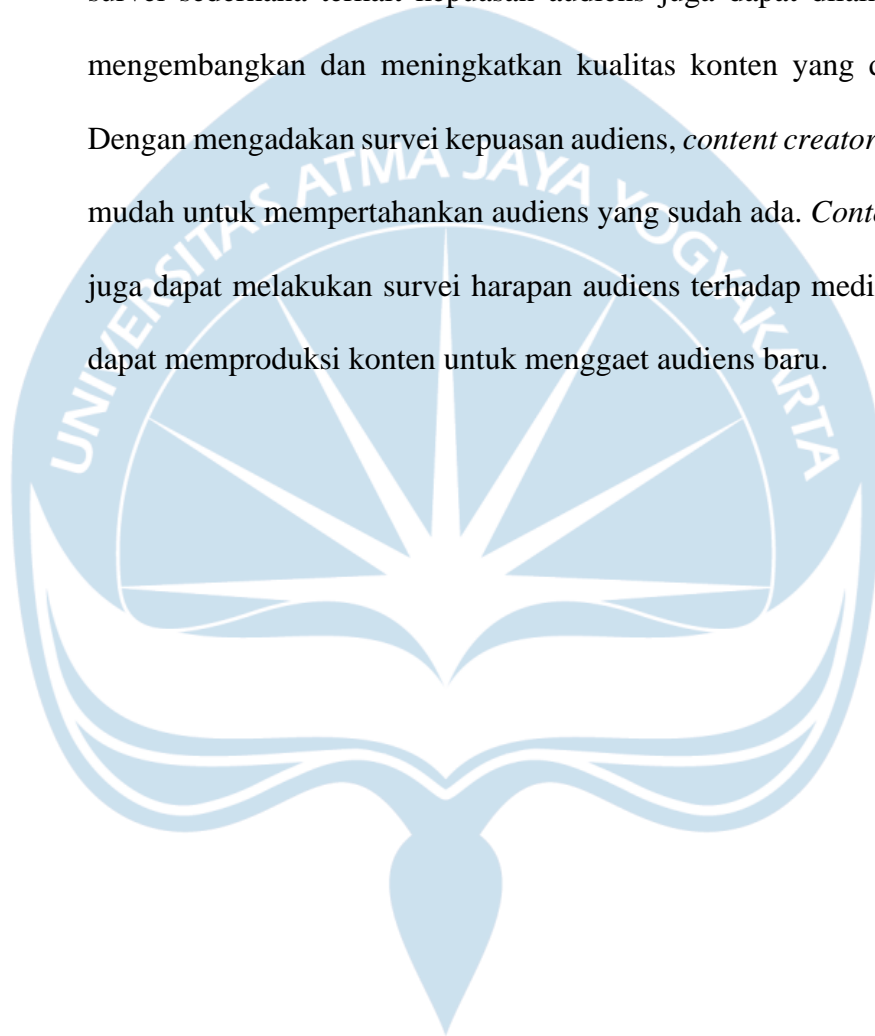 mengembangkan dan meningkatkan kualitas konten yang
Dengan mengadakan survei kepuasan audiens, content creator
mudah untuk mempertahankan audiens yang sudah ada.
juga dapat melakukan survei harapan audiens terhadap
dapat memproduksi konten untuk menggaet audiens baru.
UNIVERSITAS ATMA JAYA YOGYAKARTA